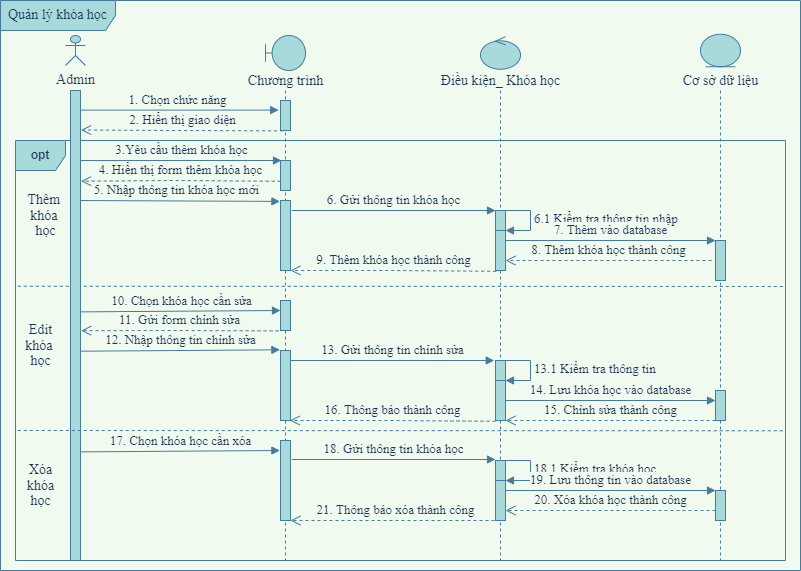 Quản lý khóa học
Admin
Chương trình
Điều kiện_ Khóa học
Cơ sở dữ liệu
1. Chọn chức năng
2. Hiển thị giao diện
opt
3.Yêu cầu thêm khóa học
4. Hiển thị form thêm khóa học
5. Nhập thông tin khóa học mới
Thêm
khóa
học
6. Gửi thông tin khóa học
6.1 Kiểm tra thông tin nhập
7. Thêm vào database
8. Thêm khóa học thành công
9. Thêm khóa học thành công
10. Chọn khóa học cần sửa
11. Gửi form chỉnh sửa
12. Nhập thông tin chỉnh sửa
Edit
khóa
học
13. Gửi thông tin chỉnh sửa
13.1 Kiểm tra thông tin
14. Lưu khóa học vào database
15. Chỉnh sửa thành công
16. Thông báo thành công
17. Chọn khóa học cần xóa
18. Gửi thông tin khóa học
Xóa
khóa
học
18.1 Kiểm tra khóa học
19. Lưu thông tin vào database
20. Xóa khóa học thành công
21. Thông báo xóa thành công